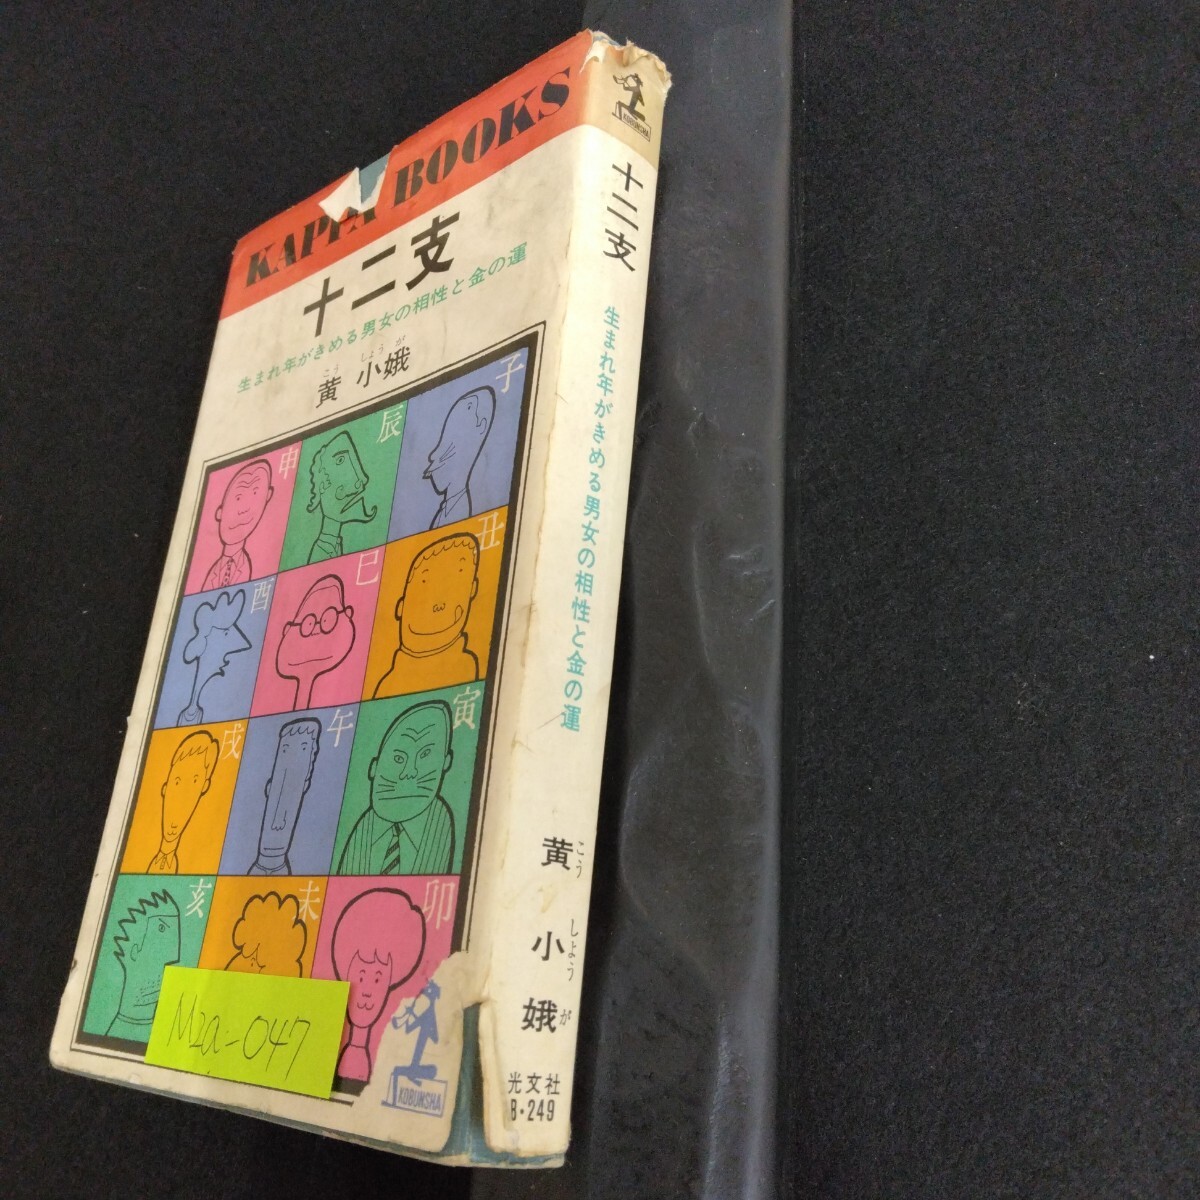 KAPPA BOOKS
十二支
生まれ年がきめる男女の相性と金の運
こう しょう が
黄 小娥
申 辰 子
酉 巳 丑
戌 午 寅
亥 未 卯
M2a-047
KOBUNSHA
KOBUNSHA
十二支
生まれ年がきめる男女の相性と金の運
黄 小 娥
こう しょう が
光文社
B・249